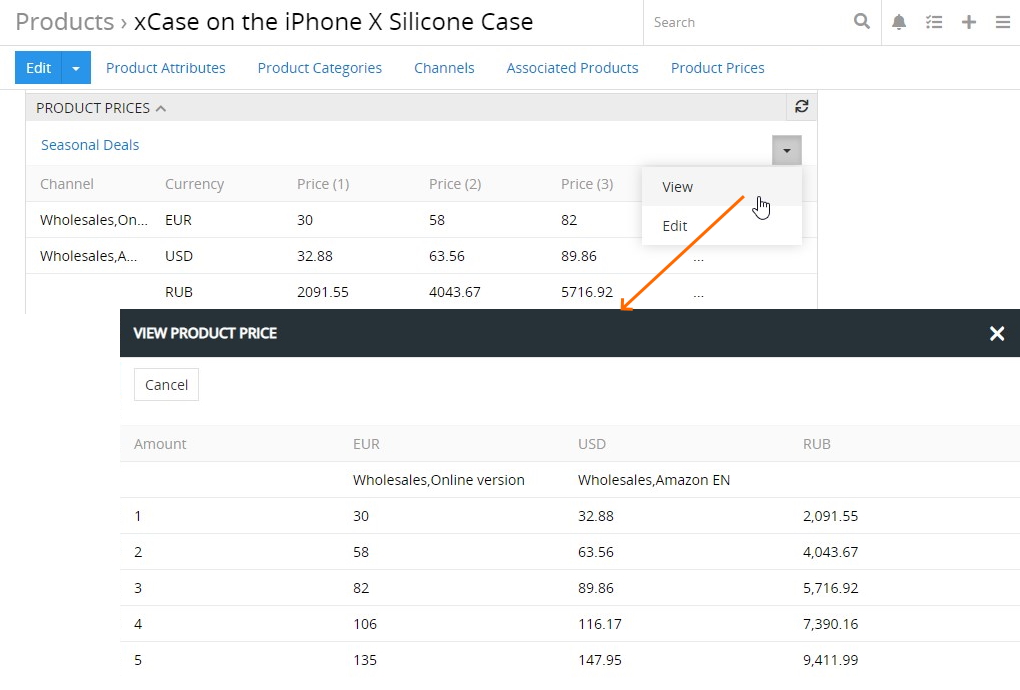 Products › xCase on the iPhone X Silicone Case
Search
Edit Product Attributes Product Categories Channels Associated Products Product Prices
PRODUCT PRICES
Seasonal Deals
Channel Currency Price (1) Price (2) Price (3)
View
Wholesales,On... EUR 30 58 82
Edit
Wholesales,A... USD 32.88 63.56 89.86 ...
RUB 2091.55 4043.67 5716.92 ...
VIEW PRODUCT PRICE
Cancel
Amount EUR USD RUB
Wholesales,Online version Wholesales,Amazon EN
1 30 32.88 2,091.55
2 58 63.56 4,043.67
3 82 89.86 5,716.92
4 106 116.17 7,390.16
5 135 147.95 9,411.99